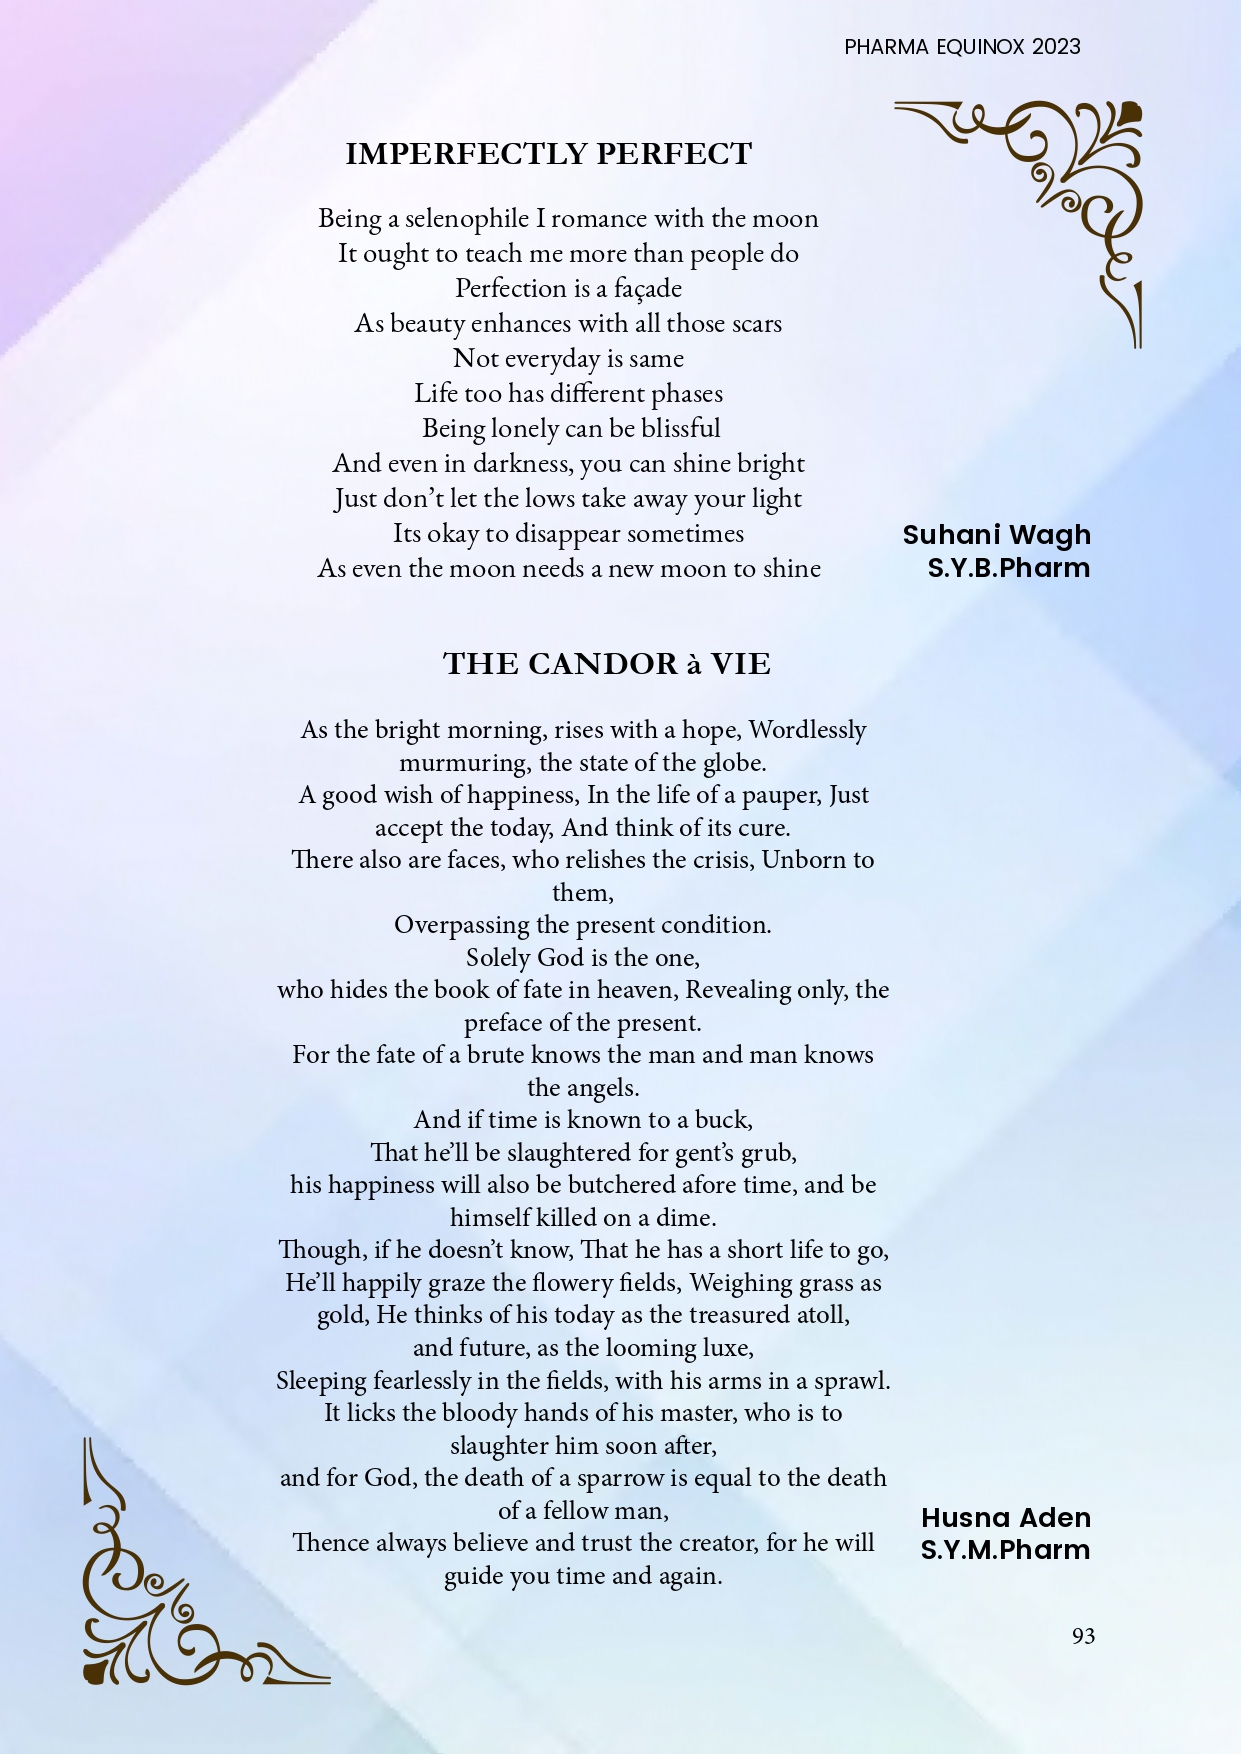 PHARMA EQUINOX 2023
IMPERFECTLY PERFECT
Being a selenophile I romance with the moon
It ought to teach me more than people do
Perfection is a façade
As beauty enhances with all those scars
Not everyday is same
Life too has different phases
Being lonely can be blissful
And even in darkness, you can shine bright
Just don’t let the lows take away your light
Its okay to disappear sometimes
As even the moon needs a new moon to shine
Suhani Wagh
S.Y.B.Pharm
THE CANDOR à VIE
As the bright morning, rises with a hope, Wordlessly
murmuring, the state of the globe.
A good wish of happiness, In the life of a pauper, Just
accept the today, And think of its cure.
There also are faces, who relishes the crisis, Unborn to
them,
Overpassing the present condition.
Solely God is the one,
who hides the book of fate in heaven, Revealing only, the
preface of the present.
For the fate of a brute knows the man and man knows
the angels.
And if time is known to a buck,
That he’ll be slaughtered for gent’s grub,
his happiness will also be butchered afore time, and be
himself killed on a dime.
Though, if he doesn’t know, That he has a short life to go,
He’ll happily graze the flowery fields, Weighing grass as
gold, He thinks of his today as the treasured atoll,
and future, as the looming luxe,
Sleeping fearlessly in the fields, with his arms in a sprawl.
It licks the bloody hands of his master, who is to
slaughter him soon after,
and for God, the death of a sparrow is equal to the death
of a fellow man,
Thence always believe and trust the creator, for he will
guide you time and again.
Husna Aden
S.Y.M.Pharm
93